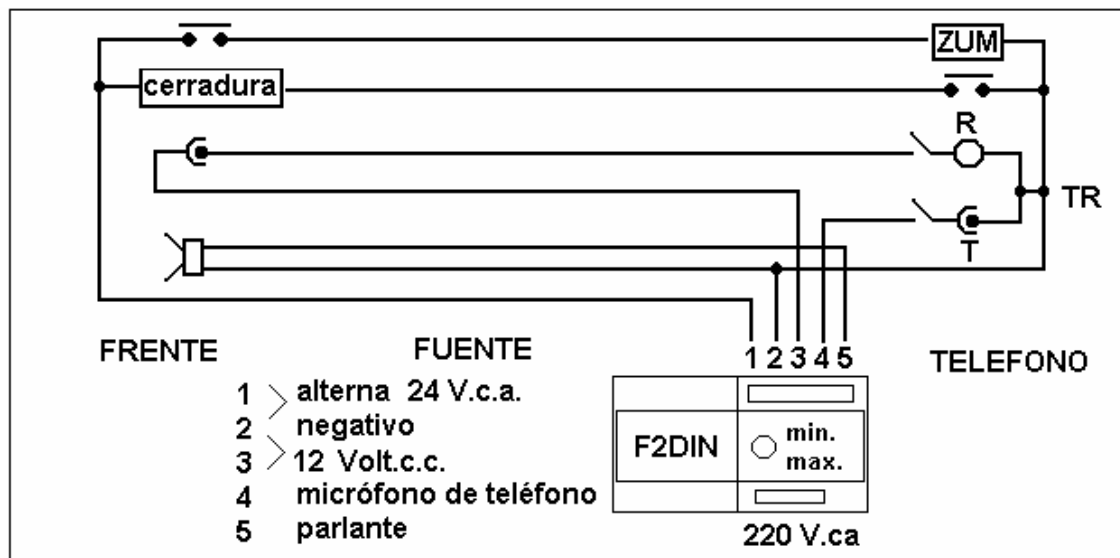 ZUM
cerradura
R
TR
T
1 2 3 4 5
FRENTE
FUENTE
TELEFONO
1 alterna 24 V.c.a.
2 negativo
3 12 Volt.c.c.
4 micrófono de teléfono
5 parlante
F2DIN
min.
max.
220 V.ca